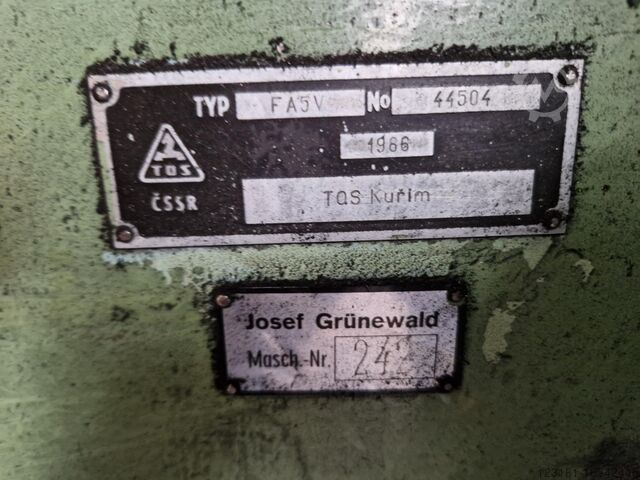 TYP FA5V No 44504
1966
TOS
ČSSR
TOS Kuřim
Josef Grünewald
Masch.-Nr. 242